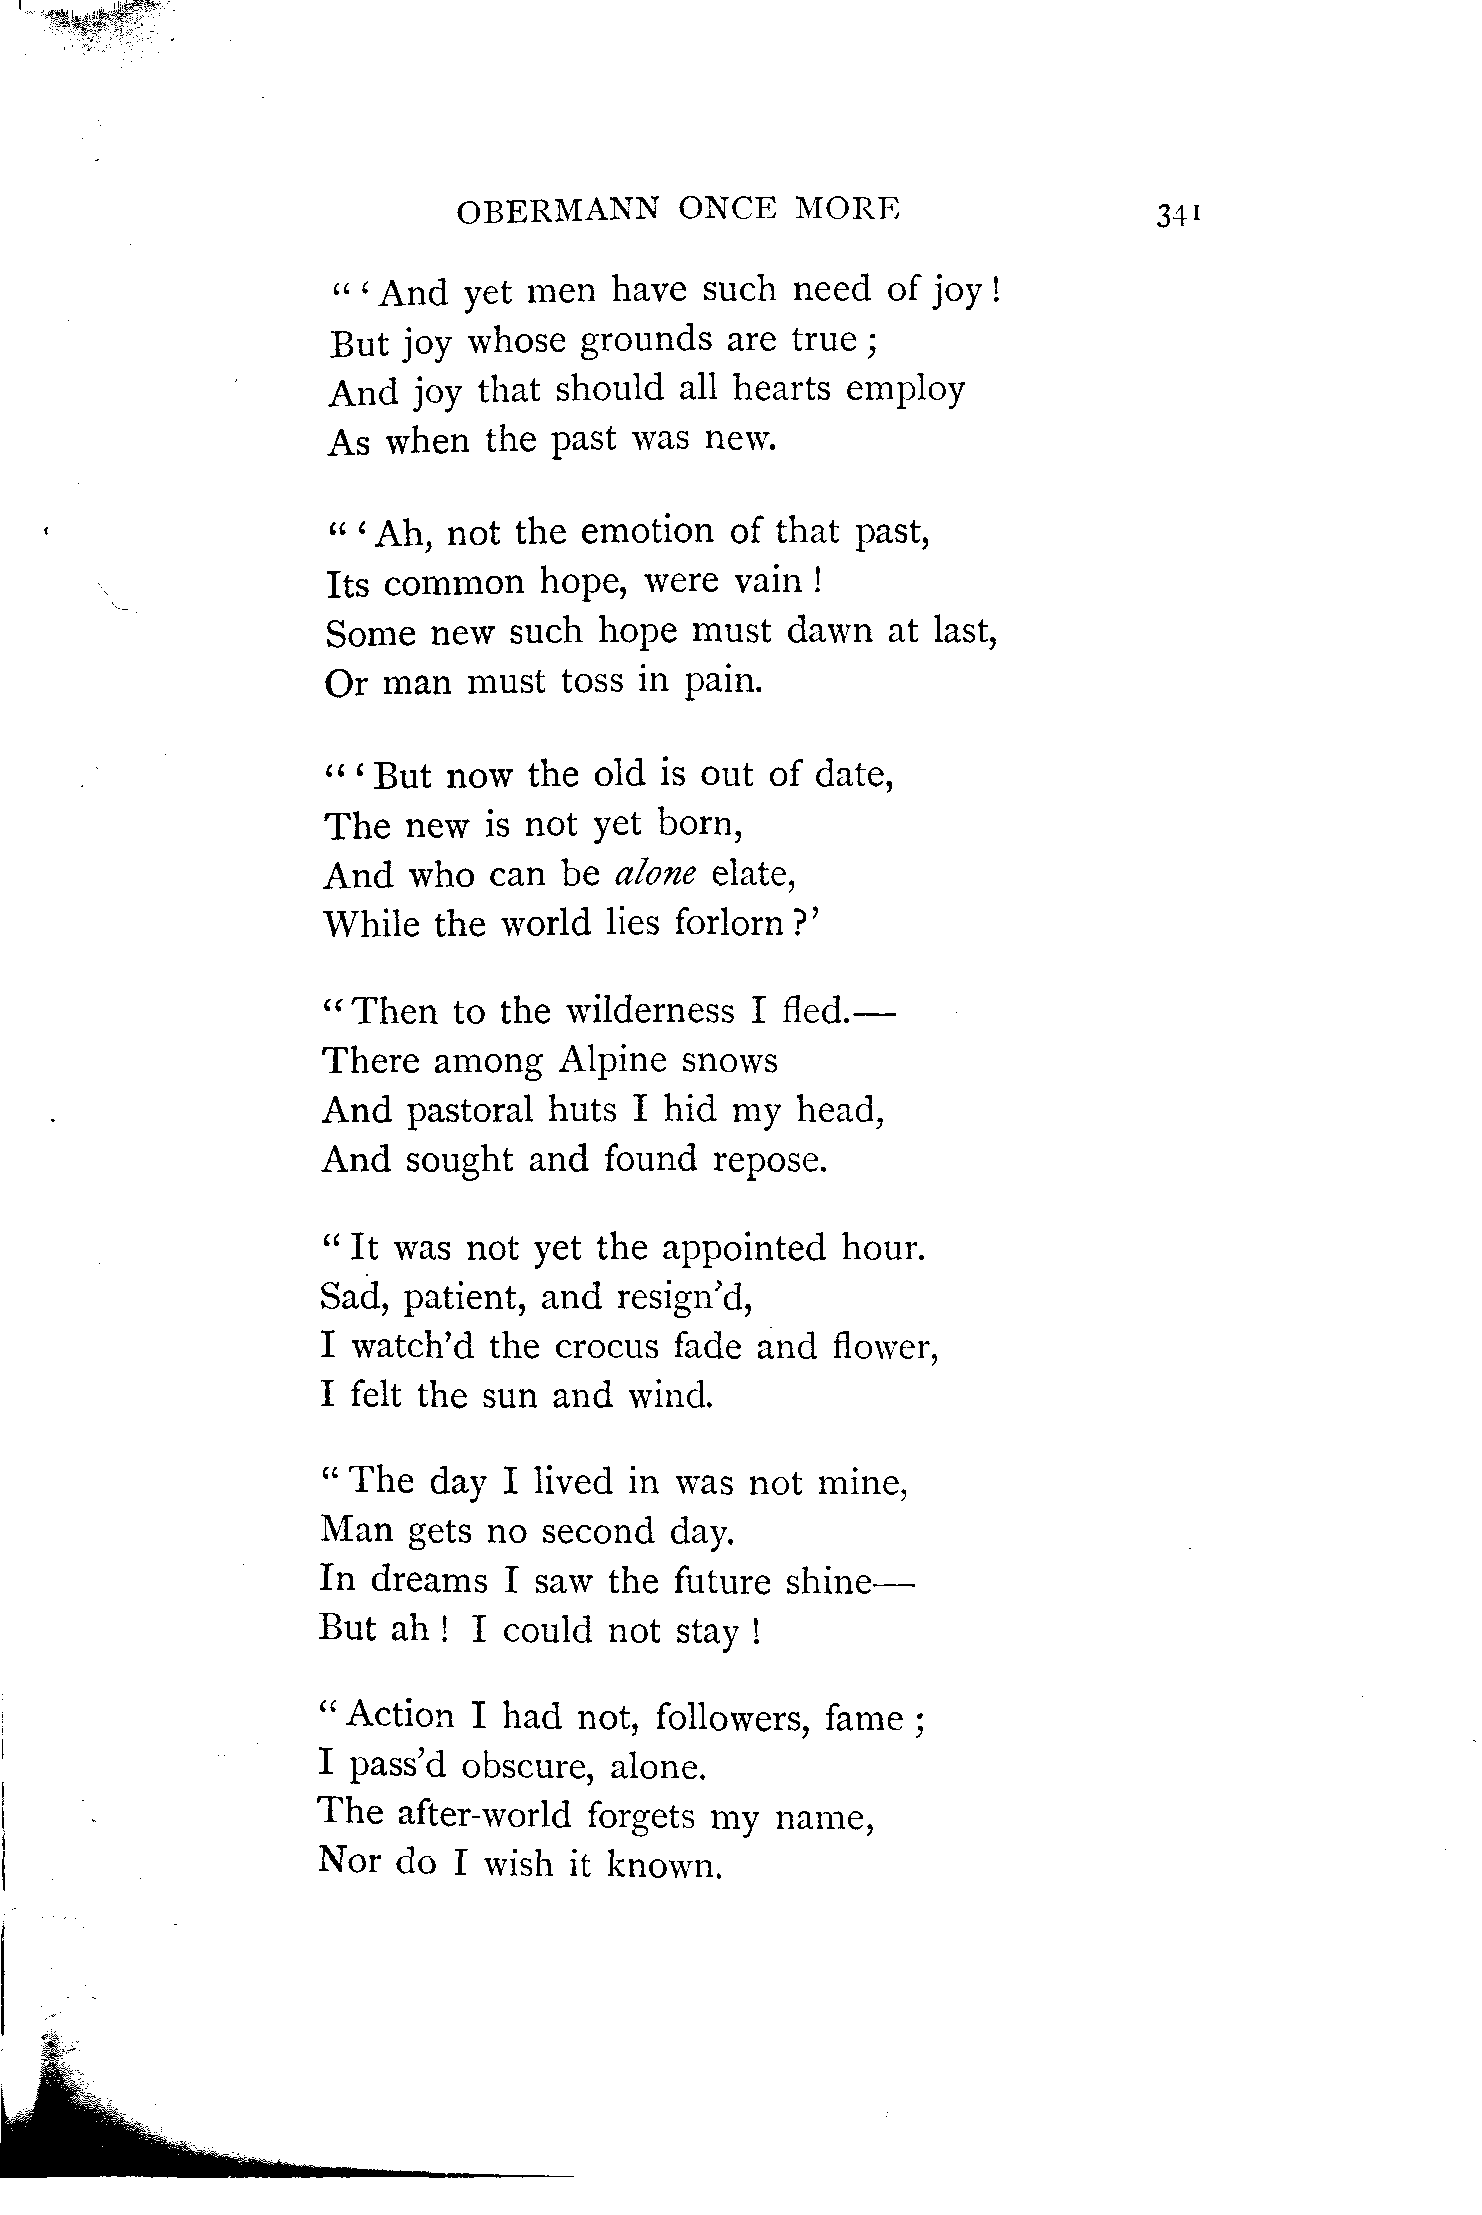 OBERMANN ONCE MORE 341
“ ‘ And yet men have such need of joy !
But joy whose grounds are true ;
And joy that should all hearts employ
As when the past was new.
“ ‘ Ah, not the emotion of that past,
Its common hope, were vain !
Some new such hope must dawn at last,
Or man must toss in pain.
“ ‘ But now the old is out of date,
The new is not yet born,
And who can be alone elate,
While the world lies forlorn ?’
“ Then to the wilderness I fled.—
There among Alpine snows
And pastoral huts I hid my head,
And sought and found repose.
“ It was not yet the appointed hour.
Sad, patient, and resign’d,
I watch’d the crocus fade and flower,
I felt the sun and wind.
“ The day I lived in was not mine,
Man gets no second day.
In dreams I saw the future shine—
But ah ! I could not stay !
“ Action I had not, followers, fame ;
I pass’d obscure, alone.
The after-world forgets my name,
Nor do I wish it known.